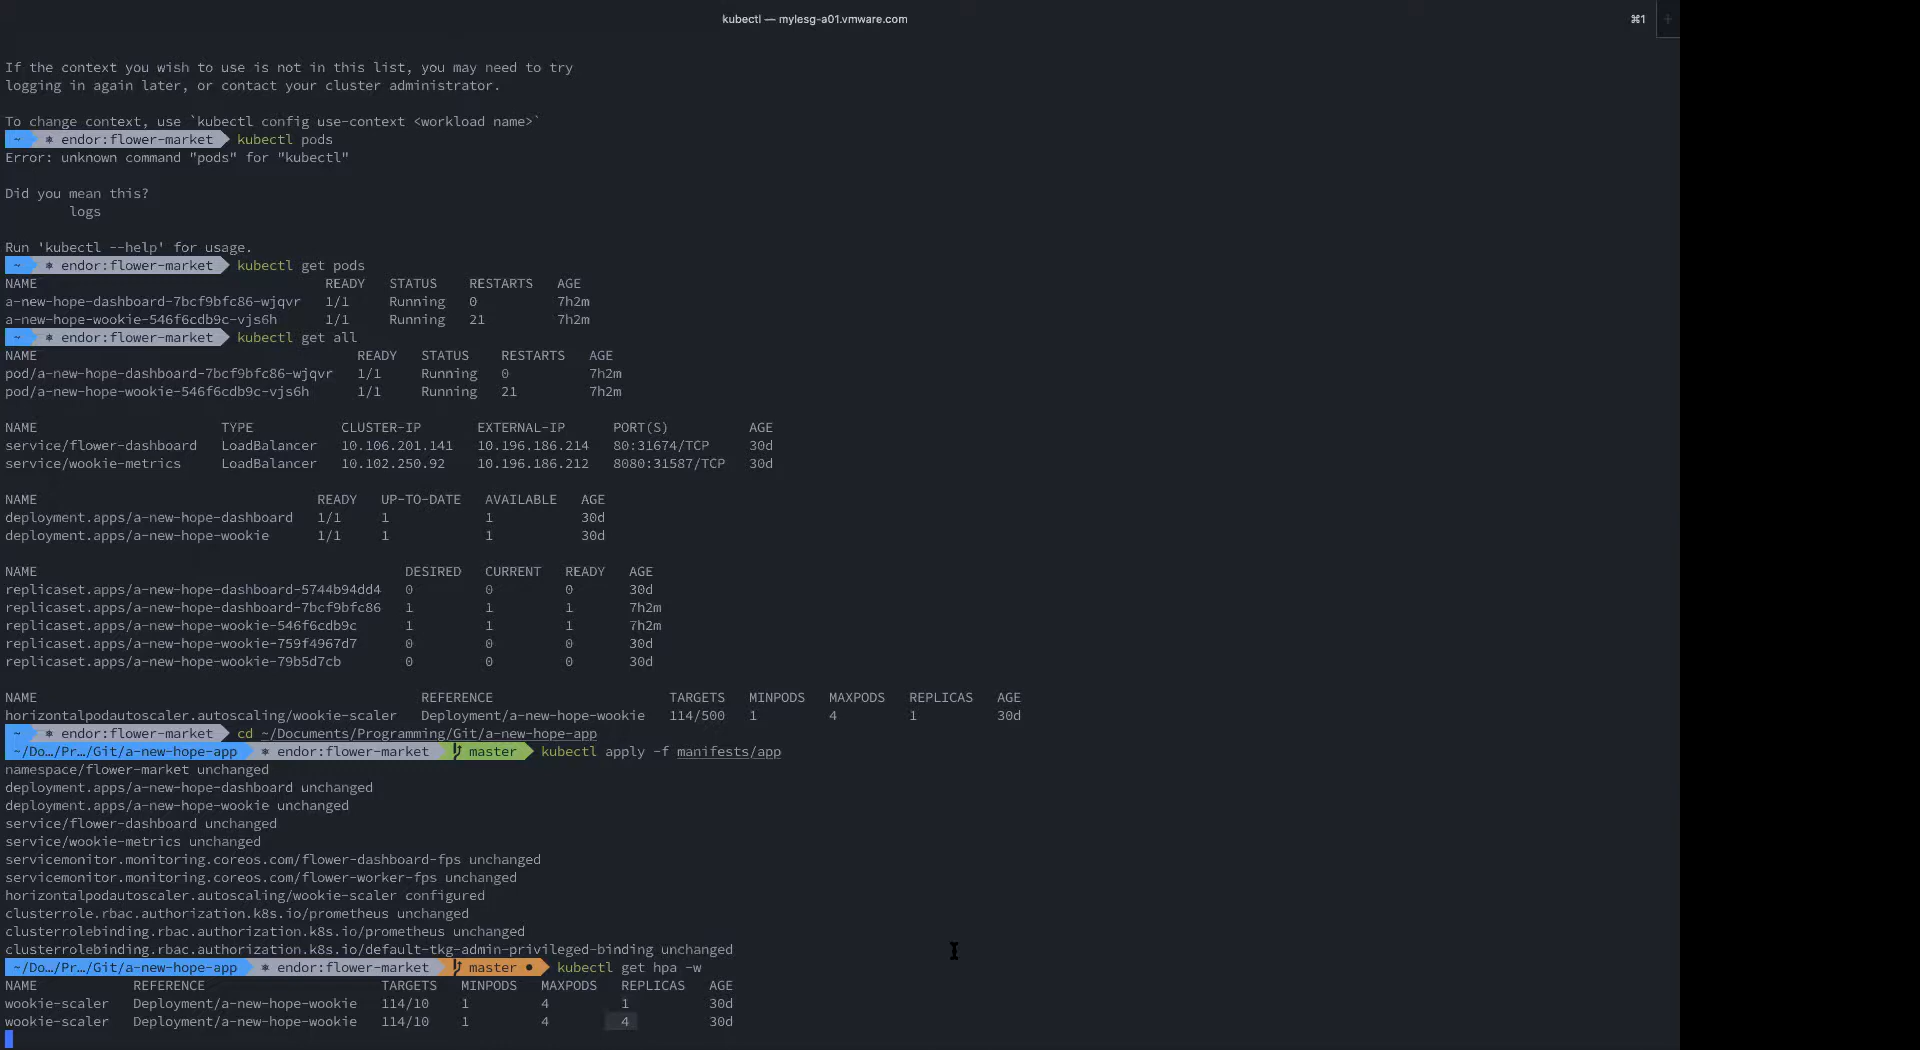 kubectl — mylesg-a01.vmware.com
⌘1
+
If the context you wish to use is not in this list, you may need to try
logging in again later, or contact your cluster administrator.
To change context, use `kubectl config use-context <workload name>`
~ ⎈ endor:flower-market kubectl pods
Error: unknown command "pods" for "kubectl"
Did you mean this?
logs
Run 'kubectl --help' for usage.
~ ⎈ endor:flower-market kubectl get pods
NAME READY STATUS RESTARTS AGE
a-new-hope-dashboard-7bcf9bfc86-wjqvr 1/1 Running 0 7h2m
a-new-hope-wookie-546f6cdb9c-vjs6h 1/1 Running 21 7h2m
~ ⎈ endor:flower-market kubectl get all
NAME READY STATUS RESTARTS AGE
pod/a-new-hope-dashboard-7bcf9bfc86-wjqvr 1/1 Running 0 7h2m
pod/a-new-hope-wookie-546f6cdb9c-vjs6h 1/1 Running 21 7h2m
NAME TYPE CLUSTER-IP EXTERNAL-IP PORT(S) AGE
service/flower-dashboard LoadBalancer 10.106.201.141 10.196.186.214 80:31674/TCP 30d
service/wookie-metrics LoadBalancer 10.102.250.92 10.196.186.212 8080:31587/TCP 30d
NAME READY UP-TO-DATE AVAILABLE AGE
deployment.apps/a-new-hope-dashboard 1/1 1 1 30d
deployment.apps/a-new-hope-wookie 1/1 1 1 30d
NAME DESIRED CURRENT READY AGE
replicaset.apps/a-new-hope-dashboard-5744b94dd4 0 0 0 30d
replicaset.apps/a-new-hope-dashboard-7bcf9bfc86 1 1 1 7h2m
replicaset.apps/a-new-hope-wookie-546f6cdb9c 1 1 1 7h2m
replicaset.apps/a-new-hope-wookie-759f4967d7 0 0 0 30d
replicaset.apps/a-new-hope-wookie-79b5d7cb 0 0 0 30d
NAME REFERENCE TARGETS MINPODS MAXPODS REPLICAS AGE
horizontalpodautoscaler.autoscaling/wookie-scaler Deployment/a-new-hope-wookie 114/500 1 4 1 30d
~ ⎈ endor:flower-market cd ~/Documents/Programming/Git/a-new-hope-app
~/Do…/Pr…/Git/a-new-hope-app ⎈ endor:flower-market master kubectl apply -f manifests/app
namespace/flower-market unchanged
deployment.apps/a-new-hope-dashboard unchanged
deployment.apps/a-new-hope-wookie unchanged
service/flower-dashboard unchanged
service/wookie-metrics unchanged
servicemonitor.monitoring.coreos.com/flower-dashboard-fps unchanged
servicemonitor.monitoring.coreos.com/flower-worker-fps unchanged
horizontalpodautoscaler.autoscaling/wookie-scaler configured
clusterrole.rbac.authorization.k8s.io/prometheus unchanged
clusterrolebinding.rbac.authorization.k8s.io/prometheus unchanged
clusterrolebinding.rbac.authorization.k8s.io/default-tkg-admin-privileged-binding unchanged
~/Do…/Pr…/Git/a-new-hope-app ⎈ endor:flower-market master ● kubectl get hpa -w
NAME REFERENCE TARGETS MINPODS MAXPODS REPLICAS AGE
wookie-scaler Deployment/a-new-hope-wookie 114/10 1 4 1 30d
wookie-scaler Deployment/a-new-hope-wookie 114/10 1 4 4 30d